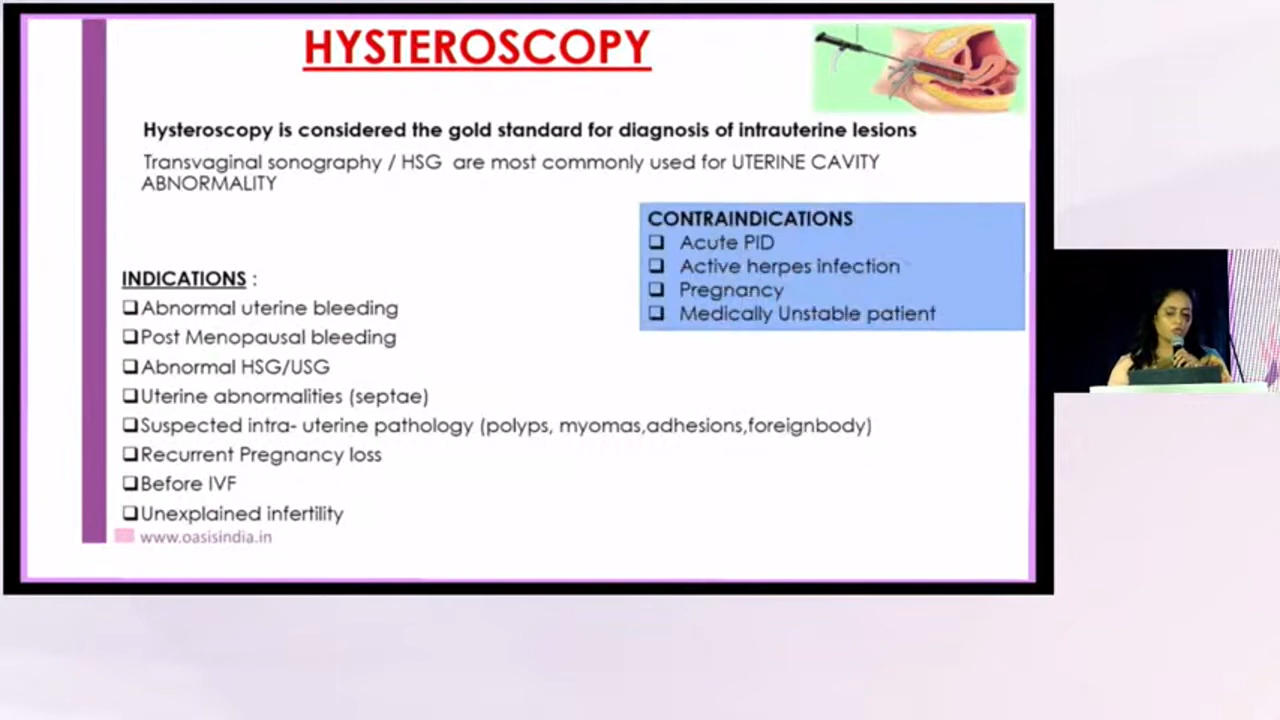 HYSTEROSCOPY
Hysteroscopy is considered the gold standard for diagnosis of intrauterine lesions
Transvaginal sonography / HSG are most commonly used for UTERINE CAVITY
ABNORMALITY
CONTRAINDICATIONS
❑ Acute PID
❑ Active herpes infection
❑ Pregnancy
❑ Medically Unstable patient
INDICATIONS :
❑Abnormal uterine bleeding
❑Post Menopausal bleeding
❑Abnormal HSG/USG
❑Uterine abnormalities (septae)
❑Suspected intra- uterine pathology (polyps, myomas,adhesions,foreignbody)
❑Recurrent Pregnancy loss
❑Before IVF
❑Unexplained infertility
www.oasisindia.in